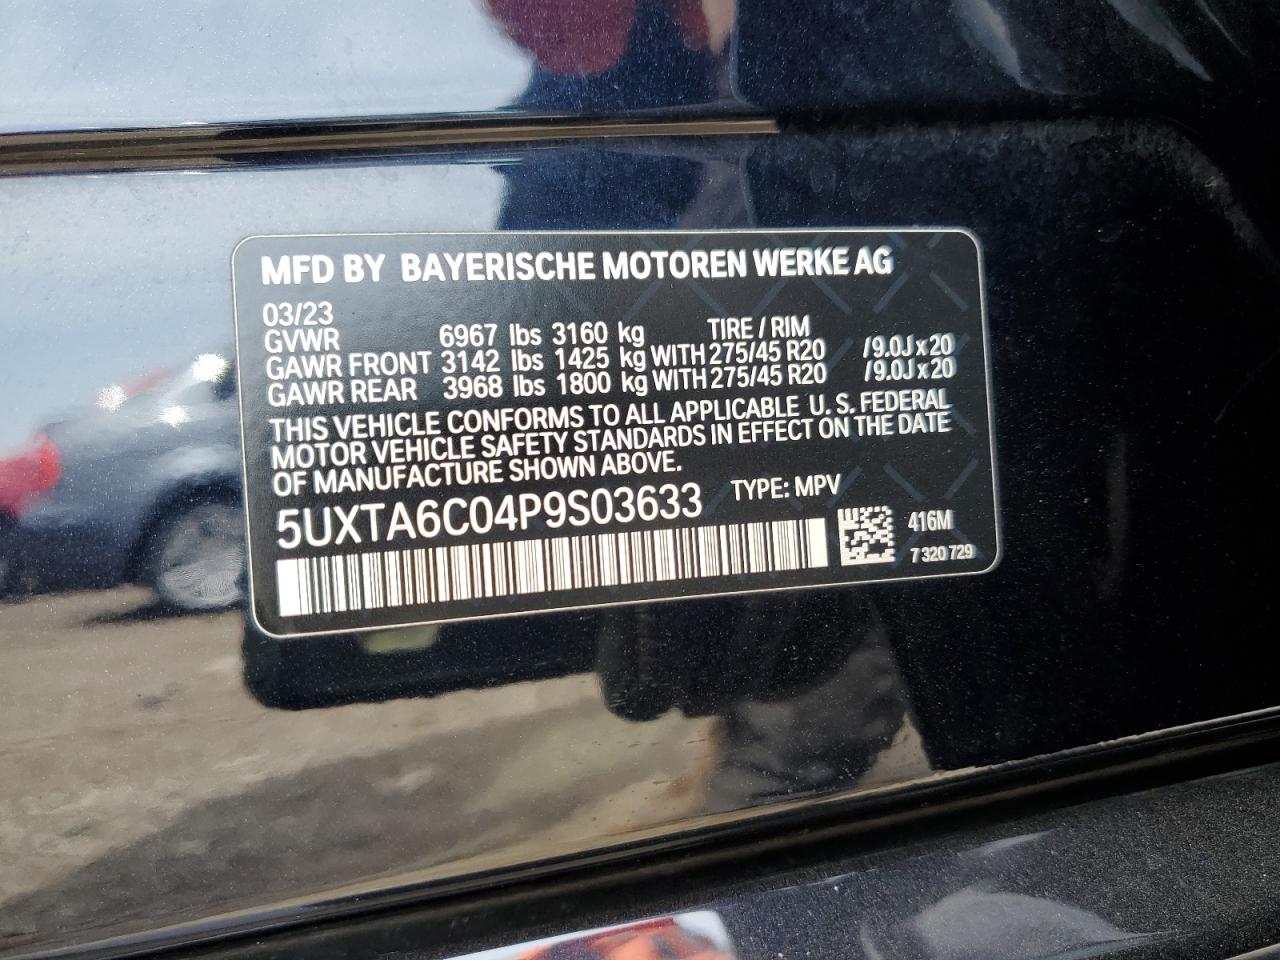 MFD BY BAYERISCHE MOTOREN WERKE AG
03/23
GVWR 6967 lbs 3160 kg TIRE / RIM
GAWR FRONT 3142 lbs 1425 kg WITH 275/45 R20 /9.0J x 20
GAWR REAR 3968 lbs 1800 kg WITH 275/45 R20 /9.0J x 20
THIS VEHICLE CONFORMS TO ALL APPLICABLE U. S. FEDERAL
MOTOR VEHICLE SAFETY STANDARDS IN EFFECT ON THE DATE
OF MANUFACTURE SHOWN ABOVE.
5UXTA6C04P9S03633 TYPE: MPV
416M
7 320 729